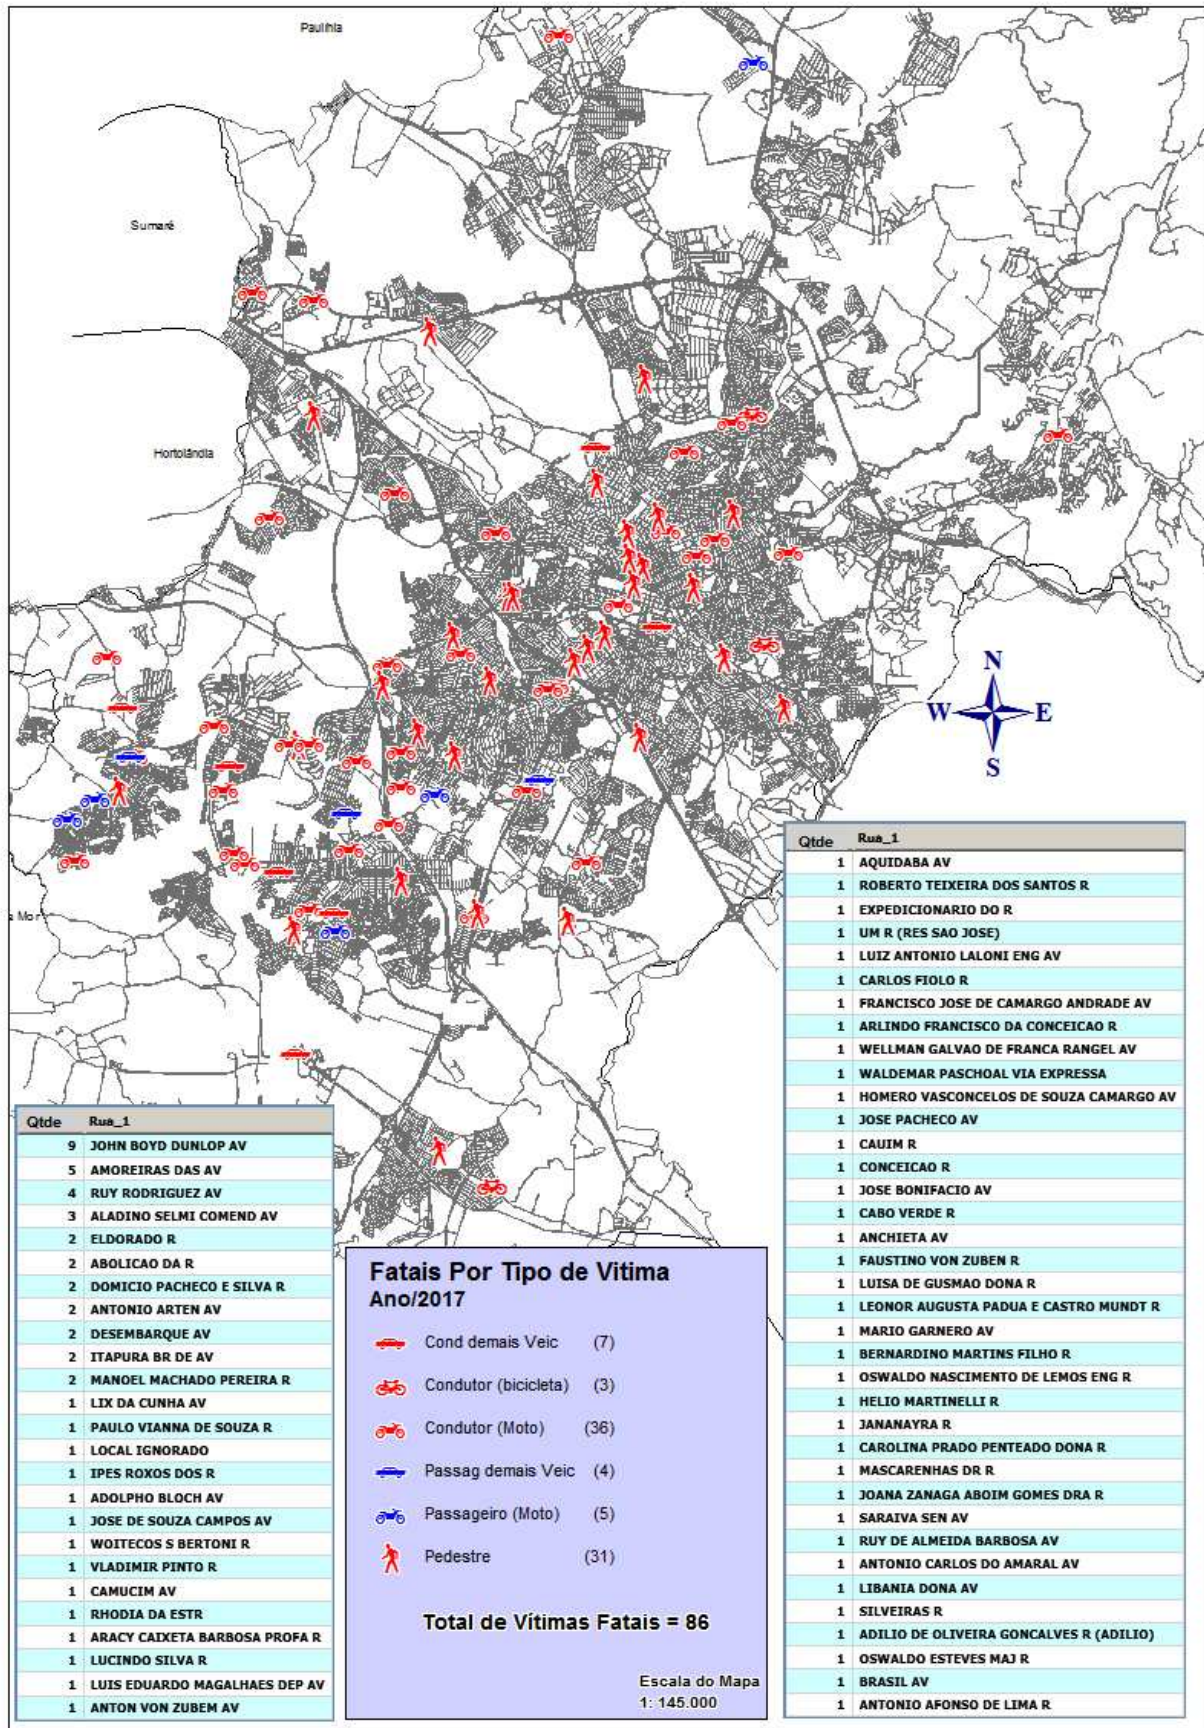 Paulihia
Sumaré
Hortolândia
a Mor
N
W
E
S
Qtde Rua_1
1 AQUIDABA AV
1 ROBERTO TEIXEIRA DOS SANTOS R
1 EXPEDICIONARIO DO R
1 UM R (RES SAO JOSE)
1 LUIZ ANTONIO LALONI ENG AV
1 CARLOS FIOLO R
1 FRANCISCO JOSE DE CAMARGO ANDRADE AV
1 ARLINDO FRANCISCO DA CONCEICAO R
1 WELLMAN GALVAO DE FRANCA RANGEL AV
1 WALDEMAR PASCHOAL VIA EXPRESSA
1 HOMERO VASCONCELOS DE SOUZA CAMARGO AV
1 JOSE PACHECO AV
1 CAUIM R
1 CONCEICAO R
1 JOSE BONIFACIO AV
1 CABO VERDE R
1 ANCHIETA AV
1 FAUSTINO VON ZUBEN R
1 LUISA DE GUSMAO DONA R
1 LEONOR AUGUSTA PADUA E CASTRO MUNDT R
1 MARIO GARNERO AV
1 BERNARDINO MARTINS FILHO R
1 OSWALDO NASCIMENTO DE LEMOS ENG R
1 HELIO MARTINELLI R
1 JANANAYRA R
1 CAROLINA PRADO PENTEADO DONA R
1 MASCARENHAS DR R
1 JOANA ZANAGA ABOIM GOMES DRA R
1 SARAIVA SEN AV
1 RUY DE ALMEIDA BARBOSA AV
1 ANTONIO CARLOS DO AMARAL AV
1 LIBANIA DONA AV
1 SILVEIRAS R
1 ADILIO DE OLIVEIRA GONCALVES R (ADILIO)
1 OSWALDO ESTEVES MAJ R
1 BRASIL AV
1 ANTONIO AFONSO DE LIMA R
Qtde Rua_1
9 JOHN BOYD DUNLOP AV
5 AMOREIRAS DAS AV
4 RUY RODRIGUEZ AV
3 ALADINO SELMI COMEND AV
2 ELDORADO R
2 ABOLICAO DA R
2 DOMICIO PACHECO E SILVA R
2 ANTONIO ARTEN AV
2 DESEMBARQUE AV
2 ITAPURA BR DE AV
2 MANOEL MACHADO PEREIRA R
1 LIX DA CUNHA AV
1 PAULO VIANNA DE SOUZA R
1 LOCAL IGNORADO
1 IPES ROXOS DOS R
1 ADOLPHO BLOCH AV
1 JOSE DE SOUZA CAMPOS AV
1 WOITECOS S BERTONI R
1 VLADIMIR PINTO R
1 CAMUCIM AV
1 RHODIA DA ESTR
1 ARACY CAIXETA BARBOSA PROFA R
1 LUCINDO SILVA R
1 LUIS EDUARDO MAGALHAES DEP AV
1 ANTON VON ZUBEM AV
Fatais Por Tipo de Vitima
Ano/2017
Cond demais Veic (7)
Condutor (bicicleta) (3)
Condutor (Moto) (36)
Passag demais Veic (4)
Passageiro (Moto) (5)
Pedestre (31)
Total de Vítimas Fatais = 86
Escala do Mapa
1: 145.000